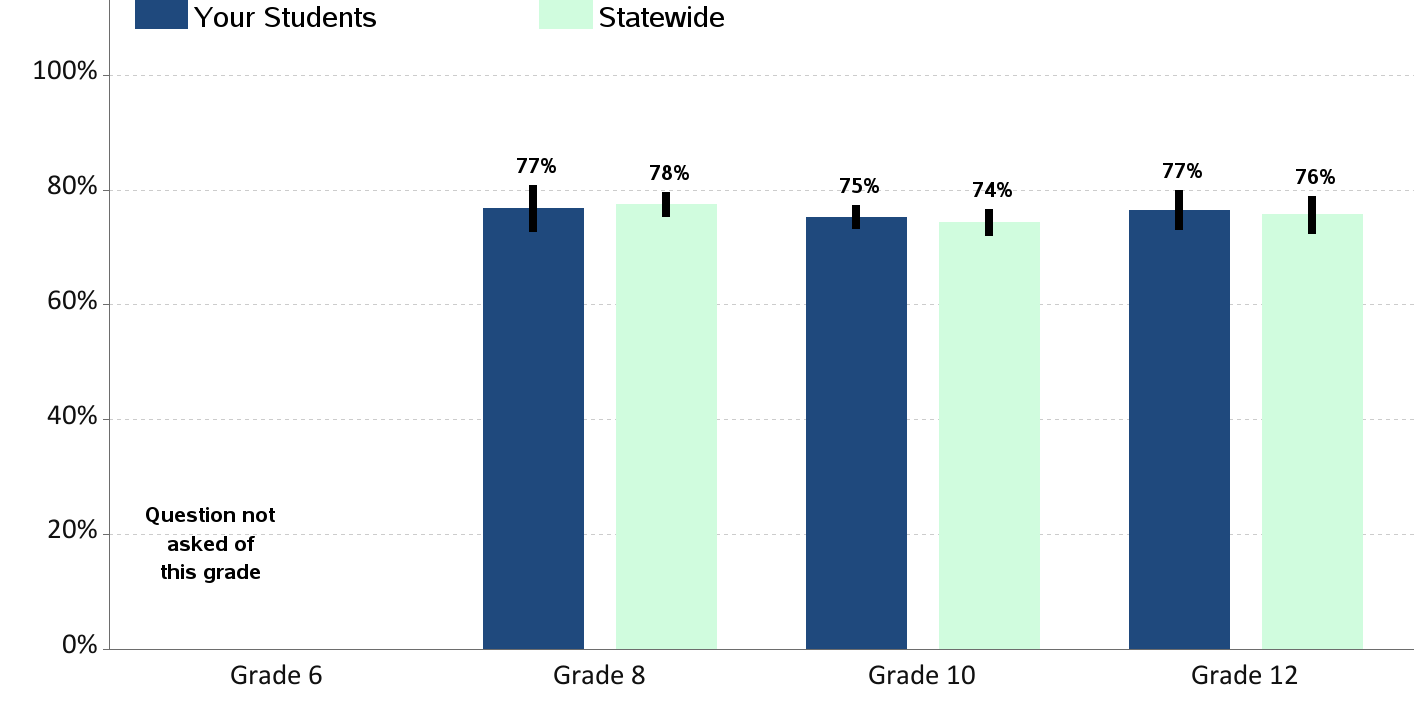 Your Students
Statewide
100%
80%
60%
40%
20%
0%
77%
78%
75%
74%
77%
76%
Question not
asked of
this grade
Grade 6
Grade 8
Grade 10
Grade 12